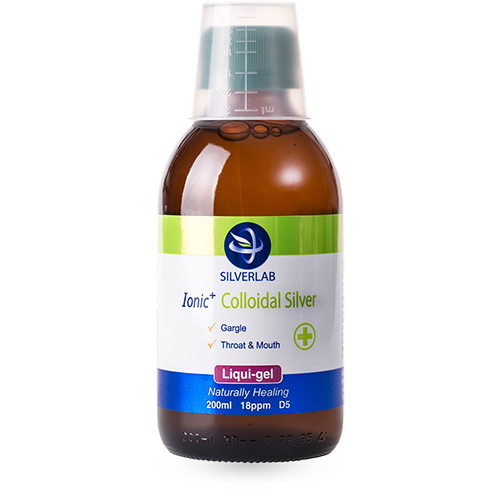 SILVERLAB
Ionic+ Colloidal Silver
✓ Gargle
✓ Throat & Mouth
Liqui-gel
Naturally Healing
200ml 18ppm D5